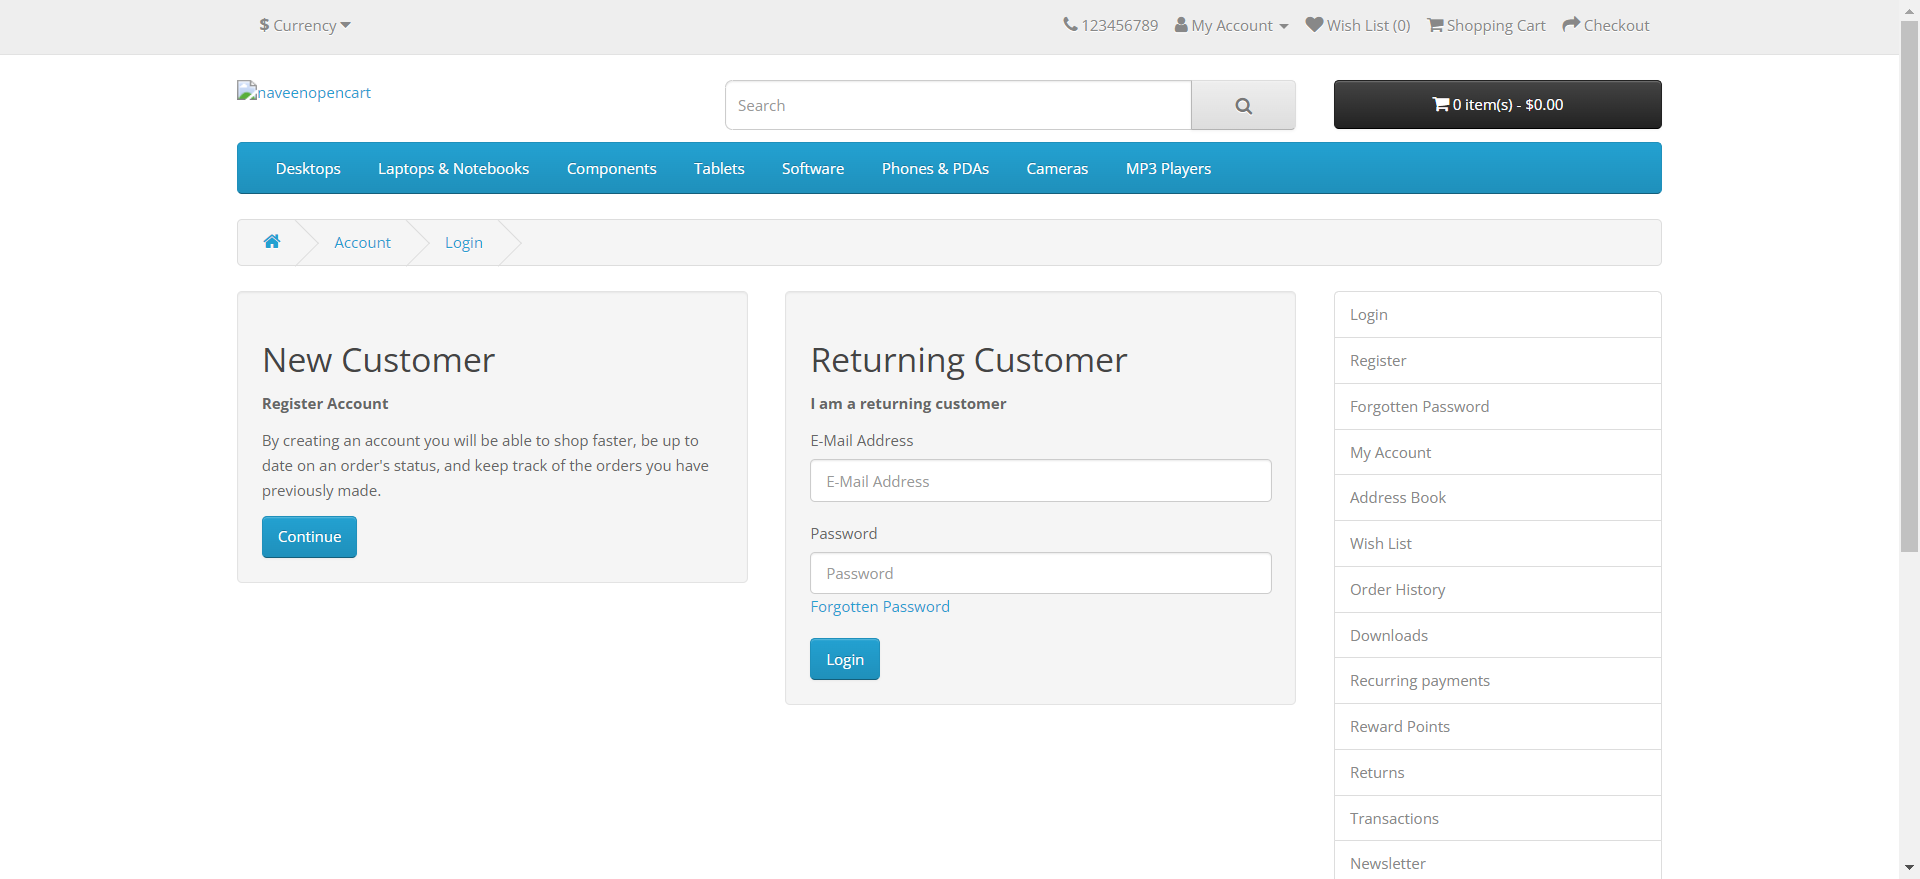 $ Currency
123456789 My Account Wish List (0) Shopping Cart Checkout
naveenopencart
Search
0 item(s) - $0.00
Desktops Laptops & Notebooks Components Tablets Software Phones & PDAs Cameras MP3 Players
Account Login
New Customer
Register Account
By creating an account you will be able to shop faster, be up to
date on an order's status, and keep track of the orders you have
previously made.
Continue
Returning Customer
I am a returning customer
E-Mail Address
E-Mail Address
Password
Password
Forgotten Password
Login
Login
Register
Forgotten Password
My Account
Address Book
Wish List
Order History
Downloads
Recurring payments
Reward Points
Returns
Transactions
Newsletter